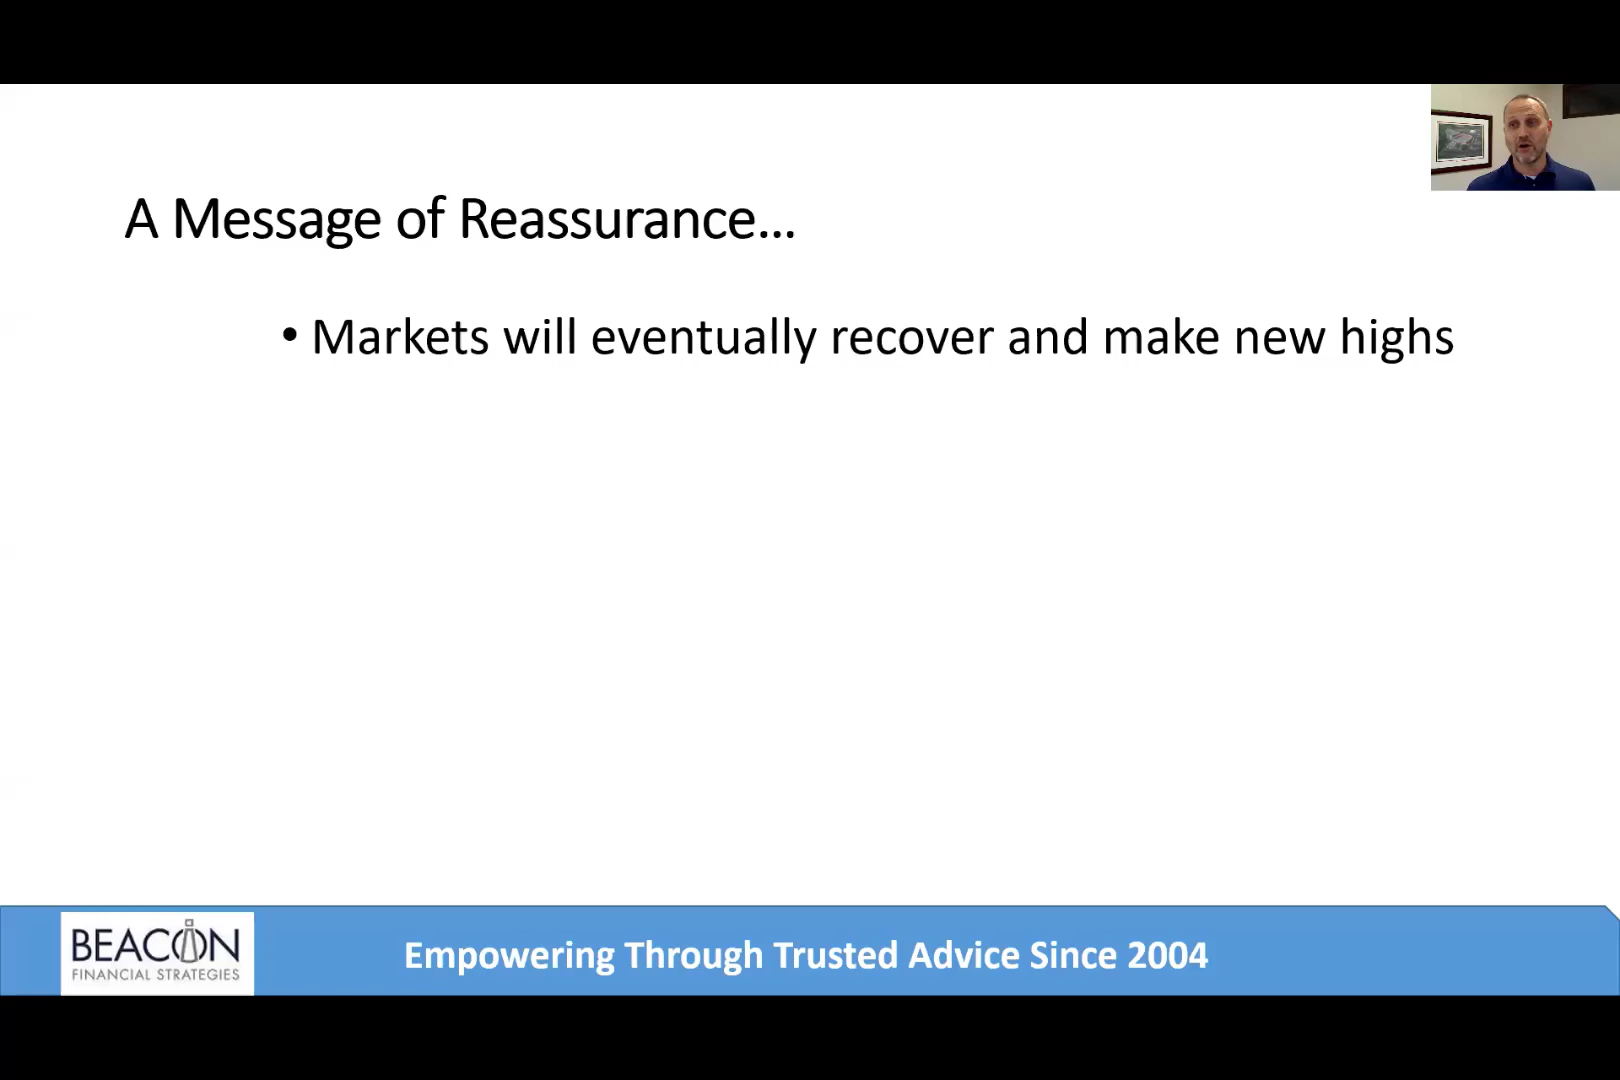 A Message of Reassurance...
• Markets will eventually recover and make new highs
BEACON
FINANCIAL STRATEGIES
Empowering Through Trusted Advice Since 2004